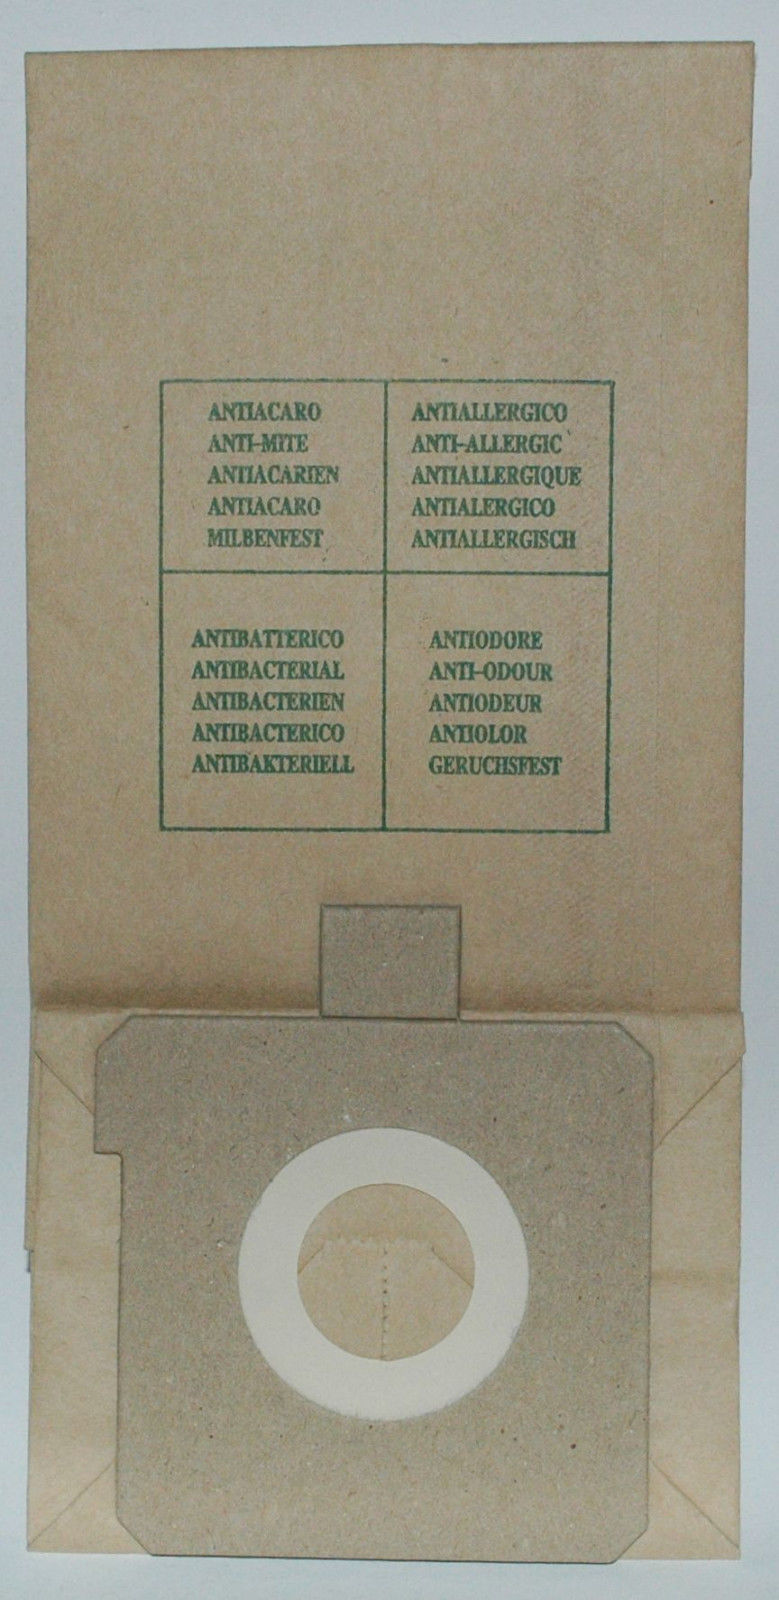 ANTIACARO
ANTI-MITE
ANTIACARIEN
ANTIACARO
MILBENFEST
ANTIALLERGICO
ANTI-ALLERGIC
ANTIALLERGIQUE
ANTIALERGICO
ANTIALLERGISCH
ANTIBATTERICO
ANTIBACTERIAL
ANTIBACTERIEN
ANTIBACTERICO
ANTIBAKTERIELL
ANTIODORE
ANTI-ODOUR
ANTIODEUR
ANTIOLOR
GERUCHSFEST